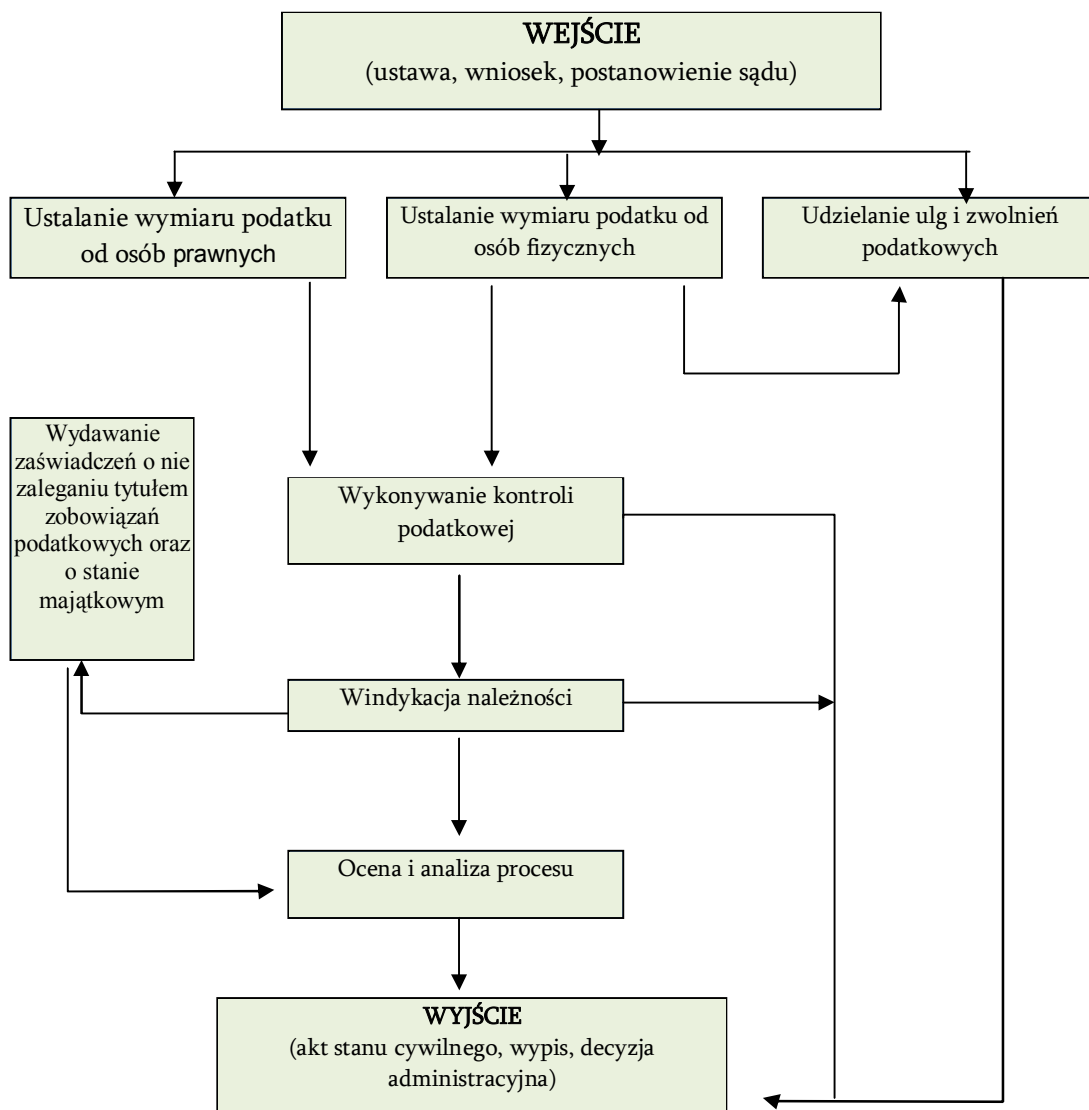 WEJŚCIE
(ustawa, wniosek, postanowienie sądu)
Ustalanie wymiaru podatku
od osób prawnych
Ustalanie wymiaru podatku od
osób fizycznych
Udzielanie ulg i zwolnień
podatkowych
Wydawanie
zaświadczeń o nie
zaleganiu tytułem
zobowiązań
podatkowych oraz
o stanie
majątkowym
Wykonywanie kontroli
podatkowej
Windykacja należności
Ocena i analiza procesu
WYJŚCIE
(akt stanu cywilnego, wypis, decyzja
administracyjna)